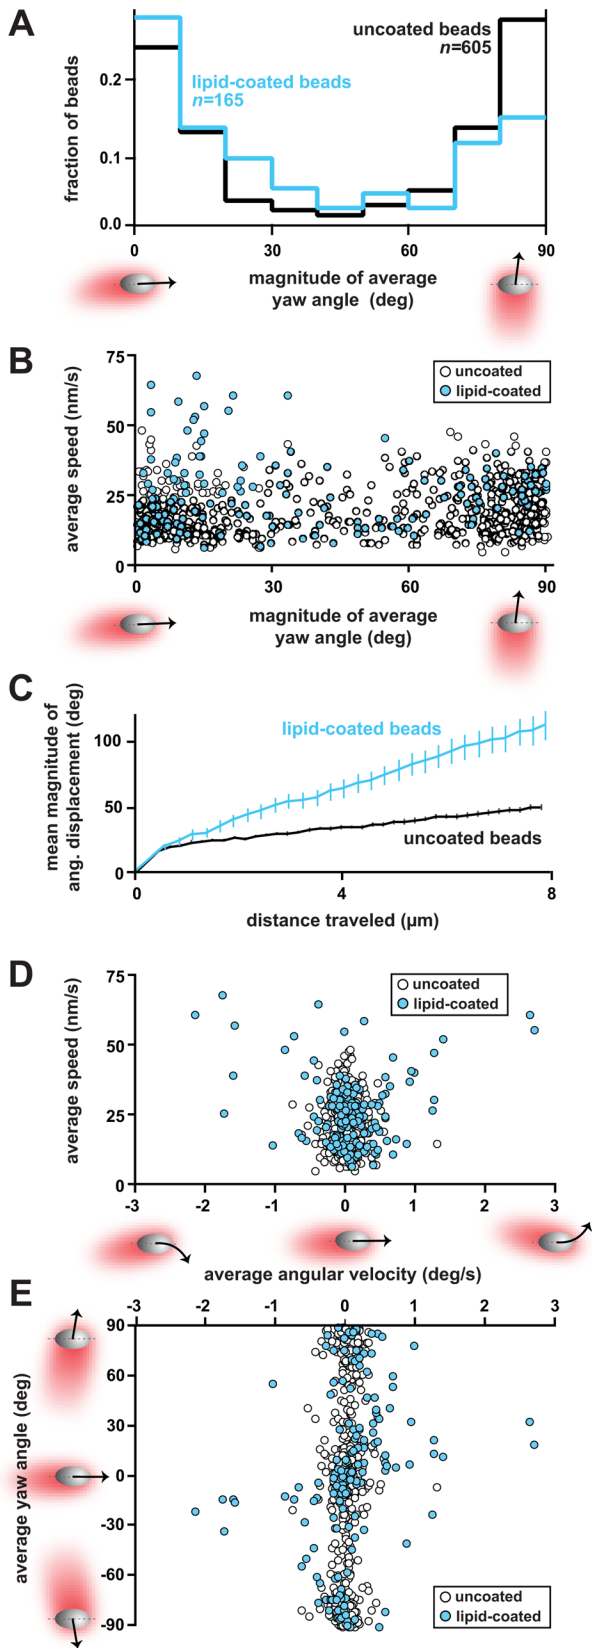 A
uncoated beads
n=605
lipid-coated beads
n=165
fraction of beads
0.2
0.1
0.0
0 30 60 90
magnitude of average
yaw angle (deg)
B
uncoated
lipid-coated
average speed (nm/s)
75
50
25
0
0 30 60 90
magnitude of average
yaw angle (deg)
C
mean magnitude of
ang. displacement (deg)
lipid-coated beads
uncoated beads
100
50
0
0 4 8
distance traveled (µm)
D
uncoated
lipid-coated
average speed (nm/s)
75
50
25
0
-3 -2 -1 0 1 2 3
average angular velocity (deg/s)
E
-3 -2 -1 0 1 2 3
average yaw angle (deg)
90
60
30
0
-30
-60
-90
uncoated
lipid-coated